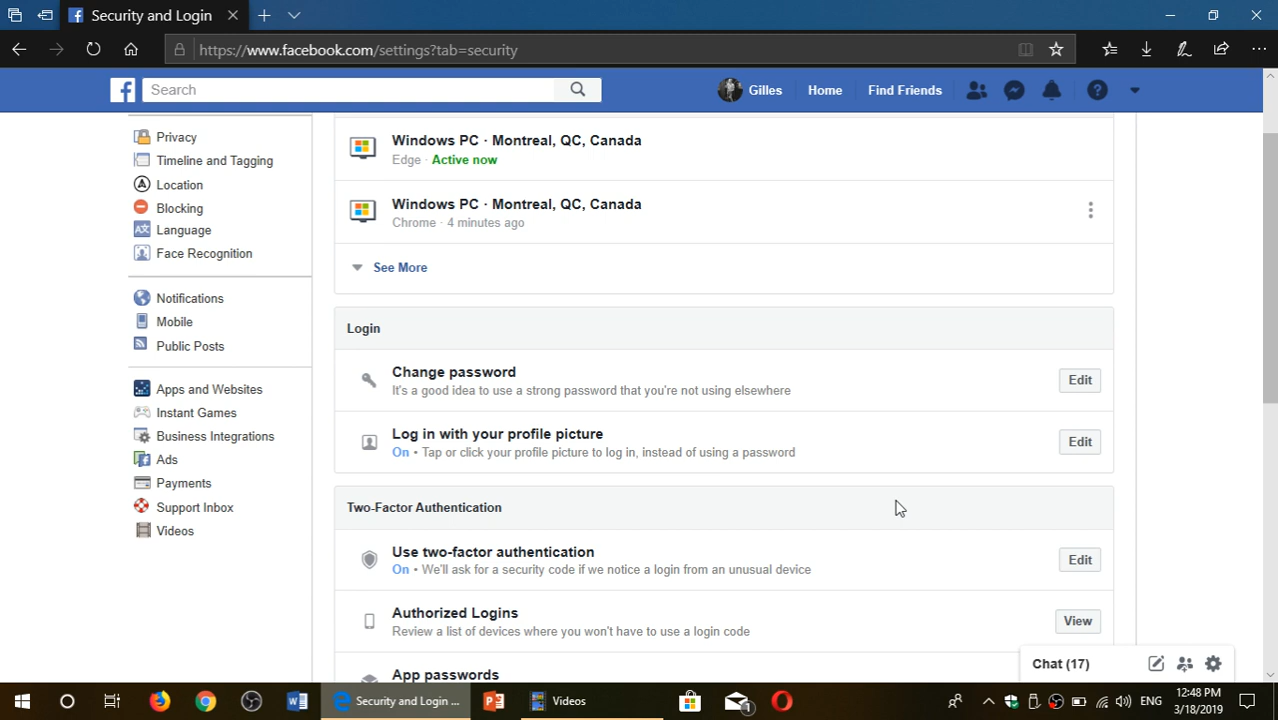 Security and Login
https://www.facebook.com/settings?tab=security
f
Search
Gilles
Home
Find Friends
Privacy
Timeline and Tagging
Location
Blocking
Language
Face Recognition
Notifications
Mobile
Public Posts
Apps and Websites
Instant Games
Business Integrations
Ads
Payments
Support Inbox
Videos
Windows PC · Montreal, QC, Canada
Edge · Active now
Windows PC · Montreal, QC, Canada
Chrome · 4 minutes ago
See More
Login
Change password
It's a good idea to use a strong password that you're not using elsewhere
Edit
Log in with your profile picture
On • Tap or click your profile picture to log in, instead of using a password
Edit
Two-Factor Authentication
Use two-factor authentication
On • We'll ask for a security code if we notice a login from an unusual device
Edit
Authorized Logins
Review a list of devices where you won't have to use a login code
View
App passwords
Chat (17)
Security and Login ...
Videos
1
ENG
12:48 PM
3/18/2019